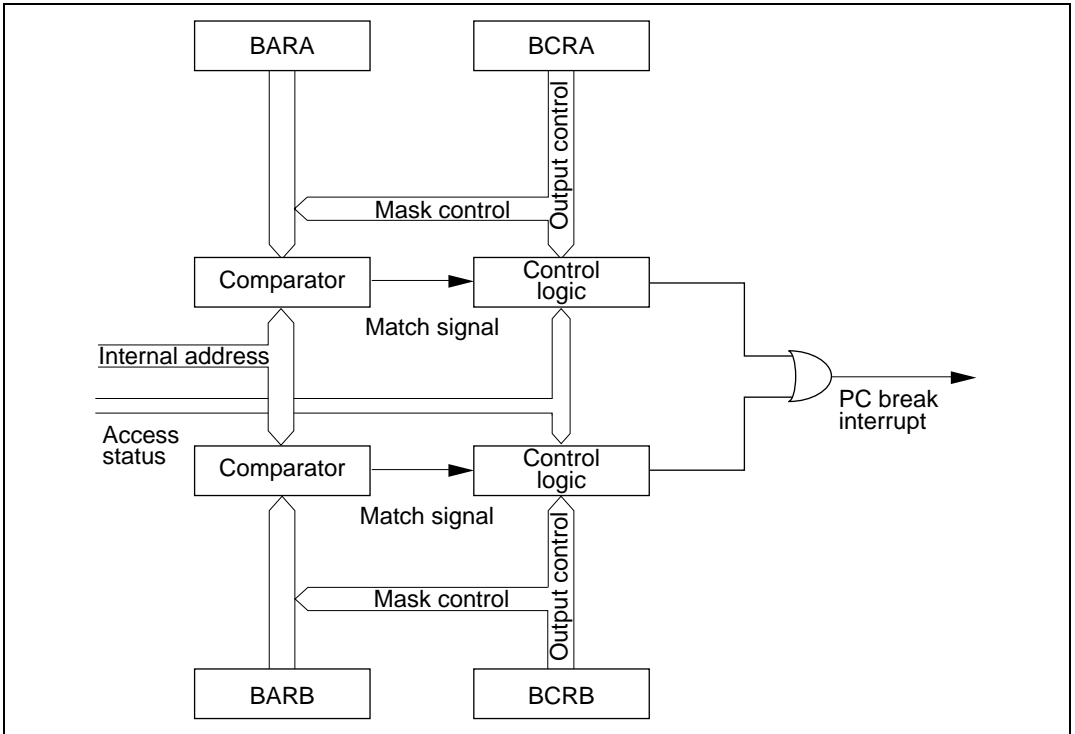 BARA
BCRA
Output control
Mask control
Comparator
Control
logic
Match signal
Internal address
Access
status
PC break
interrupt
Comparator
Control
logic
Match signal
Output control
Mask control
BARB
BCRB